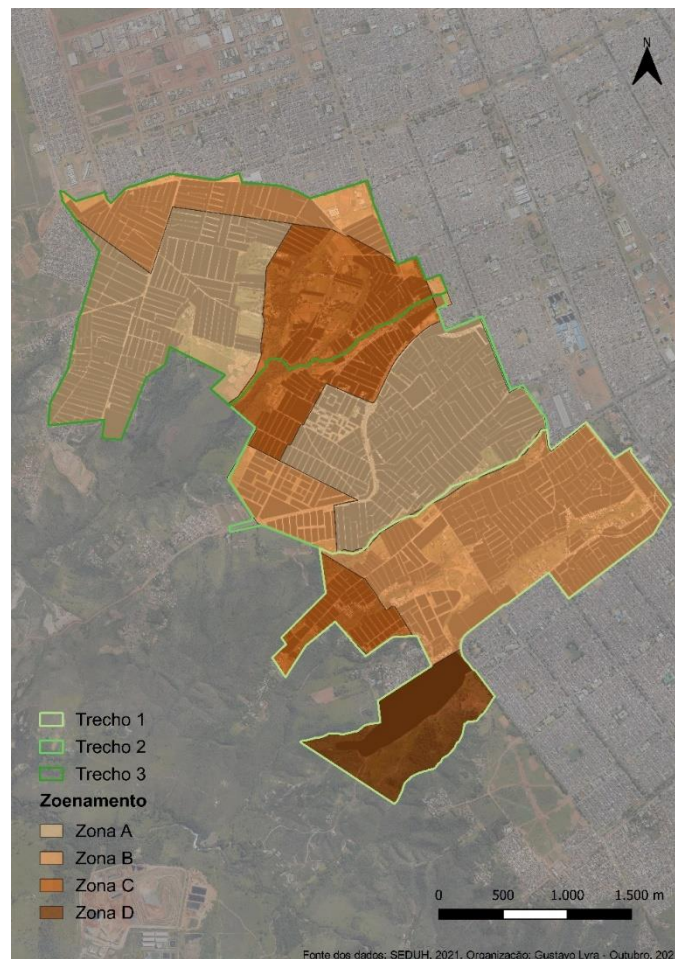 N
Trecho 1
Trecho 2
Trecho 3
Zoenamento
Zona A
Zona B
Zona C
Zona D
0 500 1.000 1.500 m
Fonte dos dados: SEDUH, 2021. Organização: Gustavo Lyra - Outubro, 202